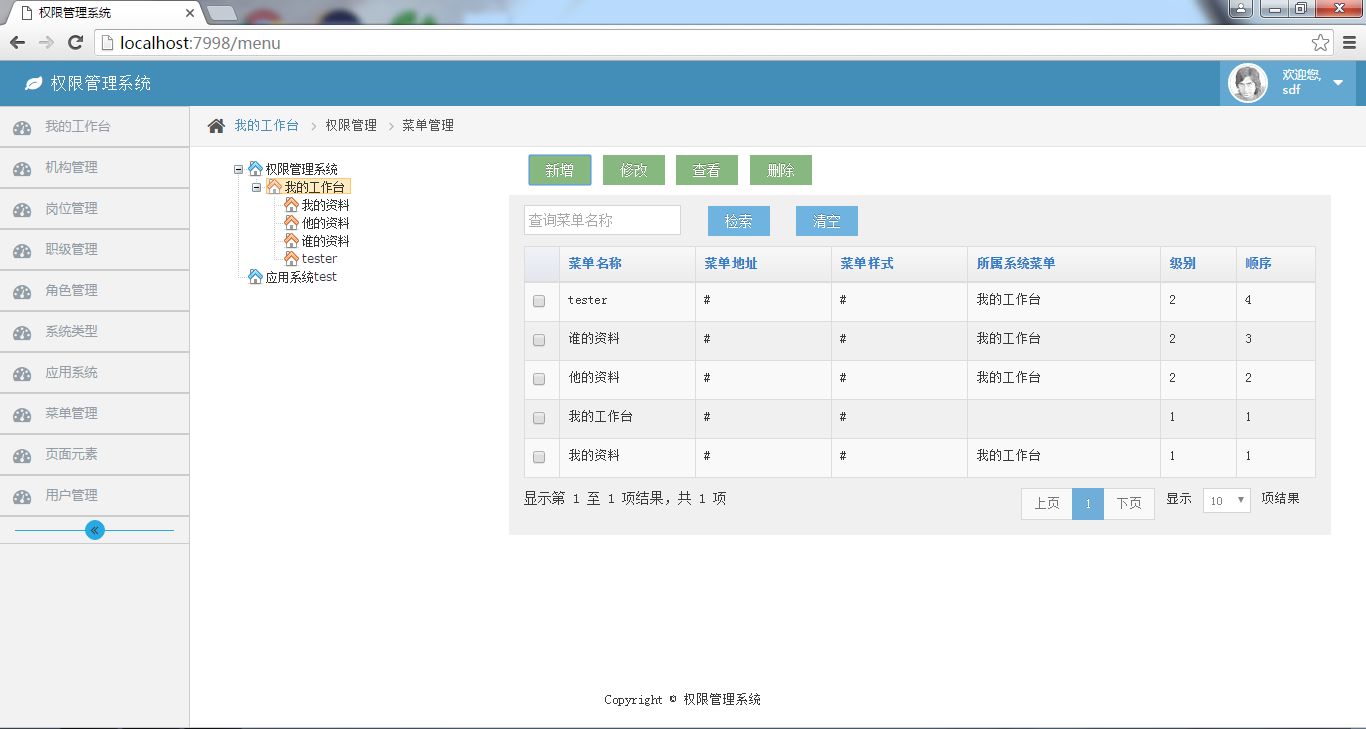 权限管理系统
localhost:7998/menu
权限管理系统
欢迎您,
sdf
我的工作台
机构管理
岗位管理
职级管理
角色管理
系统类型
应用系统
菜单管理
页面元素
用户管理
我的工作台 > 权限管理 > 菜单管理
权限管理系统
我的工作台
我的资料
他的资料
谁的资料
tester
应用系统test
新增 修改 查看 删除
查询菜单名称 检索 清空
菜单名称 菜单地址 菜单样式 所属系统菜单 级别 顺序
tester # # 我的工作台 2 4
谁的资料 # # 我的工作台 2 3
他的资料 # # 我的工作台 2 2
我的工作台 # # 1 1
我的资料 # # 我的工作台 1 1
显示第 1 至 1 项结果，共 1 项 上页 1 下页 显示 10 项结果
Copyright © 权限管理系统